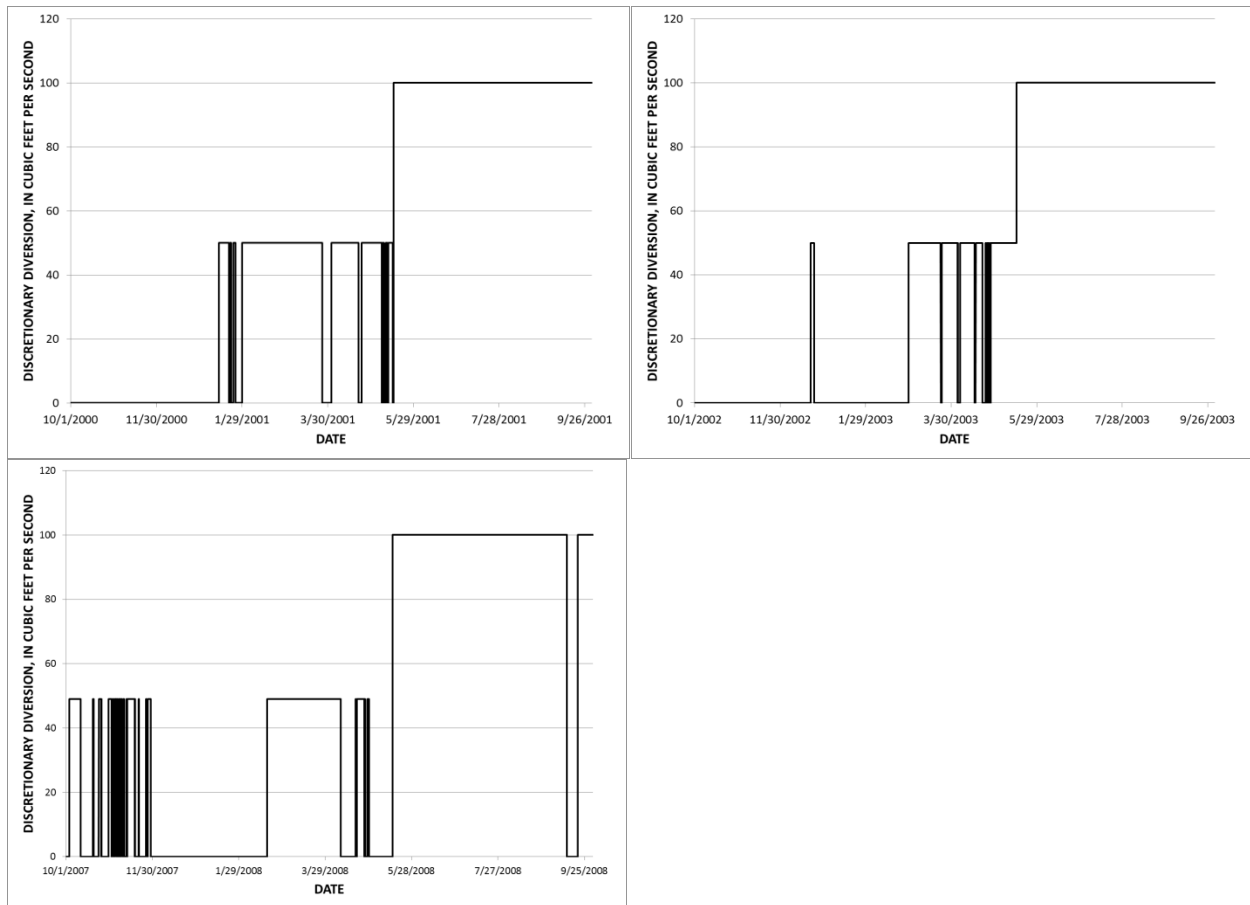 DISCRETIONARY DIVERSION, IN CUBIC FEET PER SECOND
120
100
80
60
40
20
0
10/1/2000 11/30/2000 1/29/2001 3/30/2001 5/29/2001 7/28/2001 9/26/2001
DATE
DISCRETIONARY DIVERSION, IN CUBIC FEET PER SECOND
120
100
80
60
40
20
0
10/1/2002 11/30/2002 1/29/2003 3/30/2003 5/29/2003 7/28/2003 9/26/2003
DATE
DISCRETIONARY DIVERSION, IN CUBIC FEET PER SECOND
120
100
80
60
40
20
0
10/1/2007 11/30/2007 1/29/2008 3/29/2008 5/28/2008 7/27/2008 9/25/2008
DATE